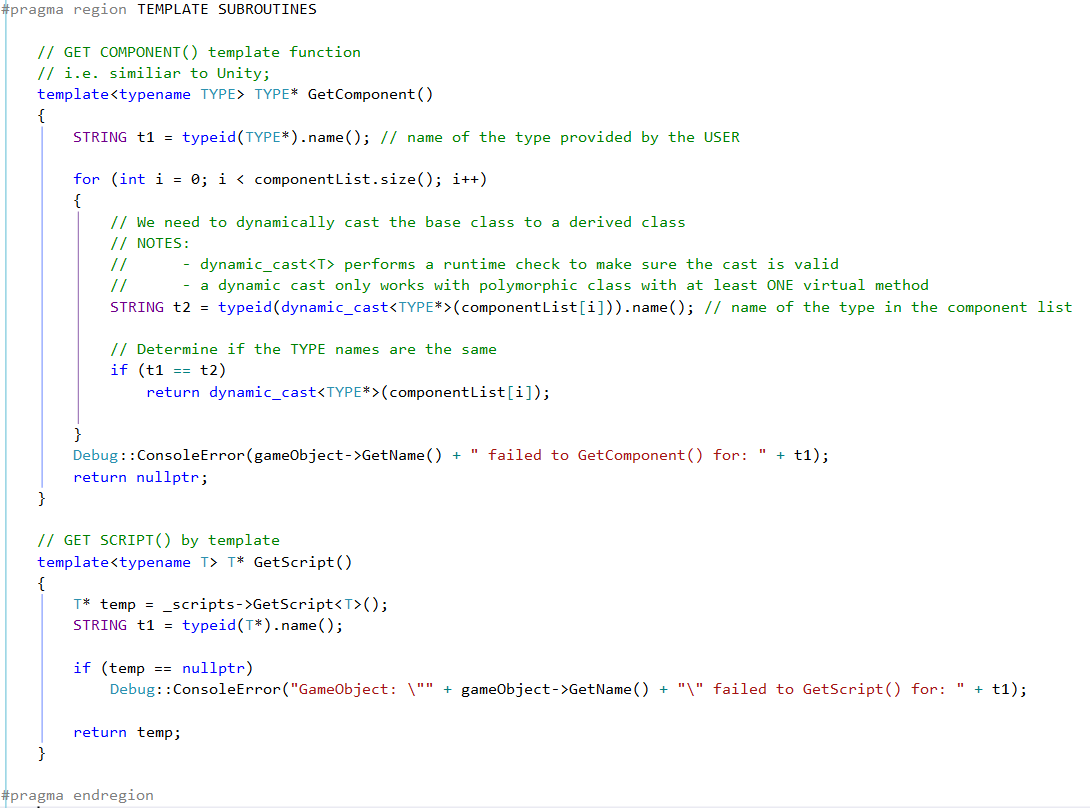 #pragma region TEMPLATE SUBROUTINES
// GET COMPONENT() template function
// i.e. similiar to Unity;
template<typename TYPE> TYPE* GetComponent()
{
STRING t1 = typeid(TYPE*).name(); // name of the type provided by the USER
for (int i = 0; i < componentList.size(); i++)
{
// We need to dynamically cast the base class to a derived class
// NOTES:
// - dynamic_cast<T> performs a runtime check to make sure the cast is valid
// - a dynamic cast only works with polymorphic class with at least ONE virtual method
STRING t2 = typeid(dynamic_cast<TYPE*>(componentList[i])).name(); // name of the type in the component list
// Determine if the TYPE names are the same
if (t1 == t2)
return dynamic_cast<TYPE*>(componentList[i]);
}
Debug::ConsoleError(gameObject->GetName() + " failed to GetComponent() for: " + t1);
return nullptr;
}
// GET SCRIPT() by template
template<typename T> T* GetScript()
{
T* temp = _scripts->GetScript<T>();
STRING t1 = typeid(T*).name();
if (temp == nullptr)
Debug::ConsoleError("GameObject: \"" + gameObject->GetName() + "\" failed to GetScript() for: " + t1);
return temp;
}
#pragma endregion